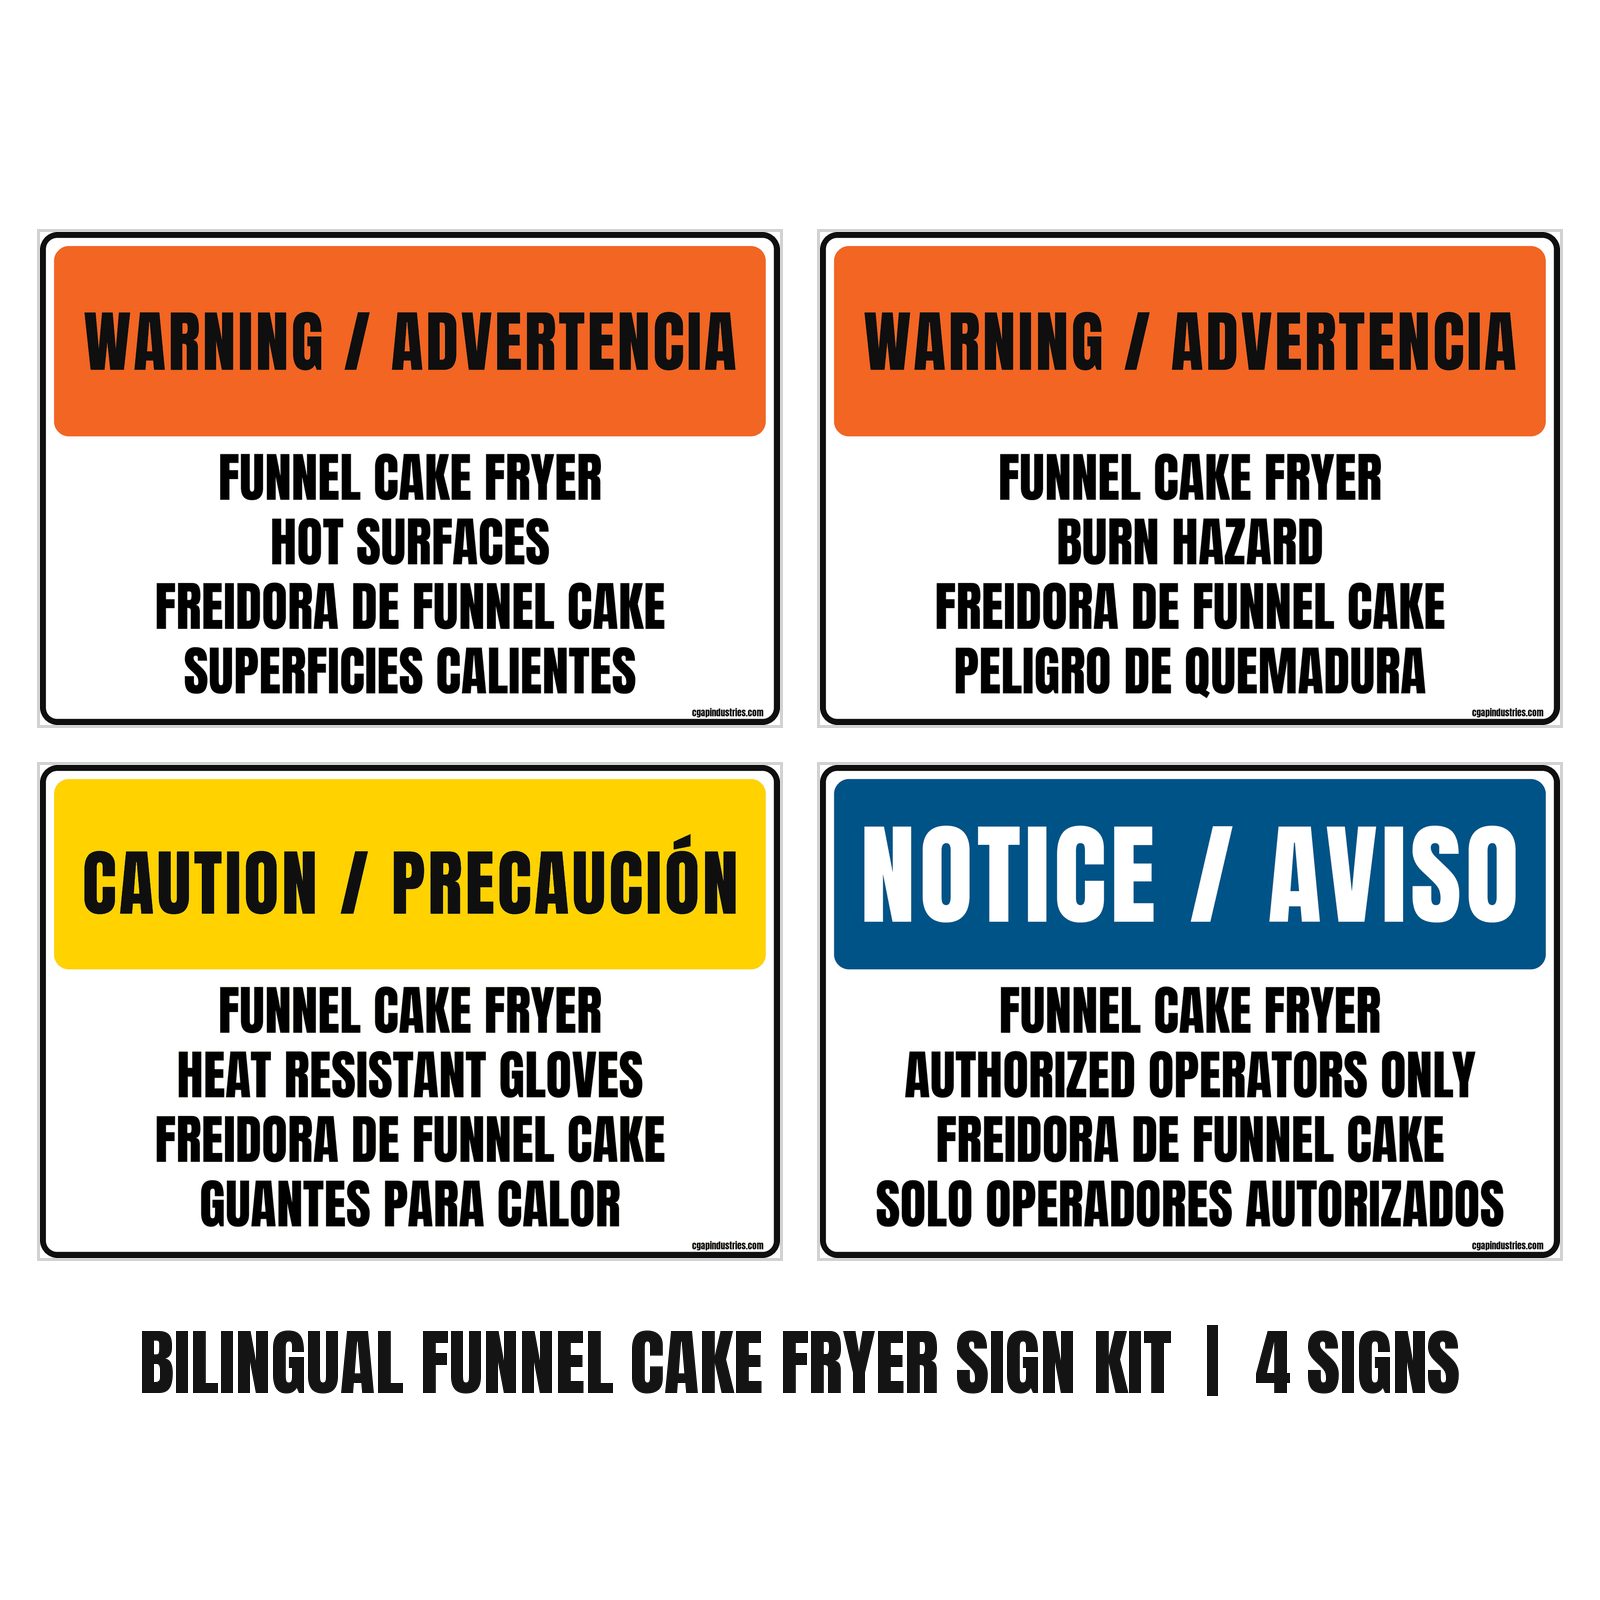 WARNING / ADVERTENCIA
FUNNEL CAKE FRYER
HOT SURFACES
FREIDORA DE FUNNEL CAKE
SUPERFICIES CALIENTES
cgapindustries.com
WARNING / ADVERTENCIA
FUNNEL CAKE FRYER
BURN HAZARD
FREIDORA DE FUNNEL CAKE
PELIGRO DE QUEMADURA
cgapindustries.com
CAUTION / PRECAUCIÓN
FUNNEL CAKE FRYER
HEAT RESISTANT GLOVES
FREIDORA DE FUNNEL CAKE
GUANTES PARA CALOR
cgapindustries.com
NOTICE / AVISO
FUNNEL CAKE FRYER
AUTHORIZED OPERATORS ONLY
FREIDORA DE FUNNEL CAKE
SOLO OPERADORES AUTORIZADOS
cgapindustries.com
BILINGUAL FUNNEL CAKE FRYER SIGN KIT | 4 SIGNS